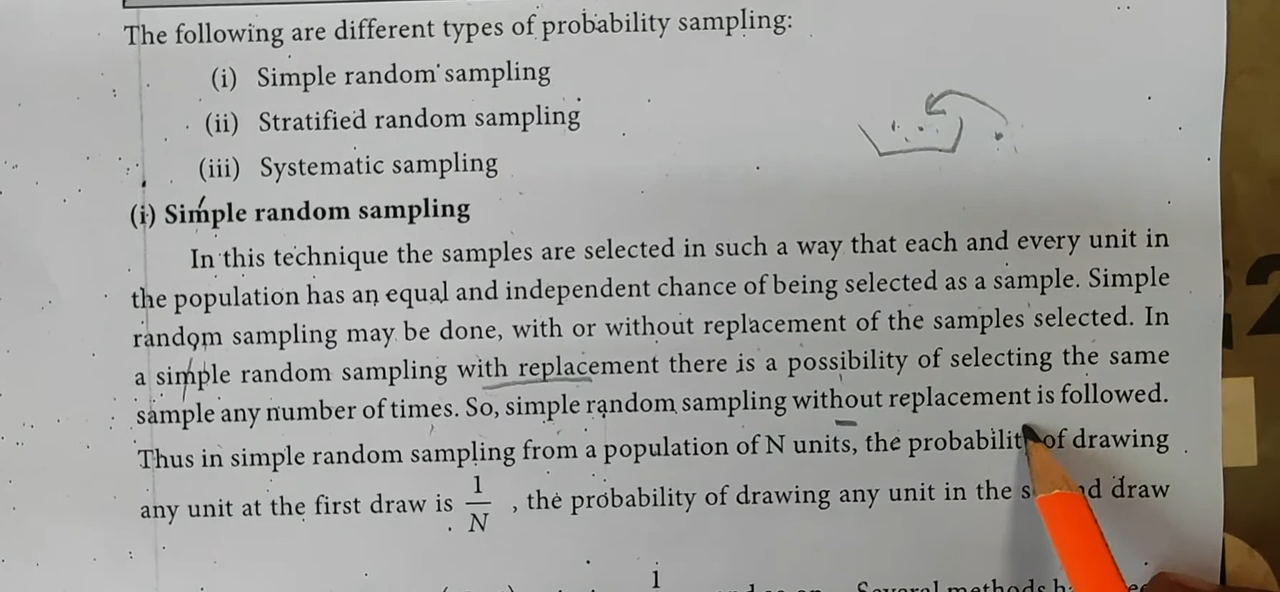 The following are different types of probability sampling:
(i) Simple random sampling
(ii) Stratified random sampling
(iii) Systematic sampling
(i) Simple random sampling
In this technique the samples are selected in such a way that each and every unit in
the population has an equal and independent chance of being selected as a sample. Simple
random sampling may be done, with or without replacement of the samples selected. In
a simple random sampling with replacement there is a possibility of selecting the same
sample any number of times. So, simple random sampling without replacement is followed.
Thus in simple random sampling from a population of N units, the probability of drawing
any unit at the first draw is 1/N , the probability of drawing any unit in the draw
1 Several methods